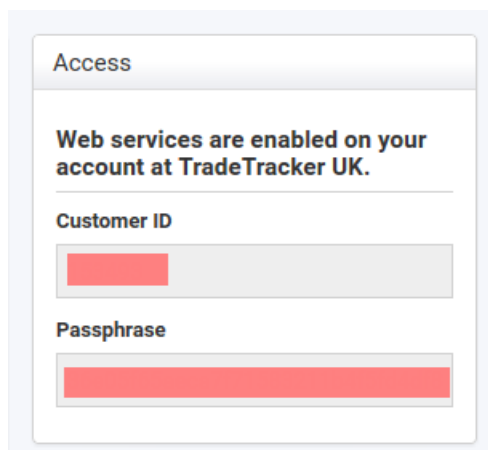 Access
Web services are enabled on your
account at TradeTracker UK.
Customer ID
Passphrase